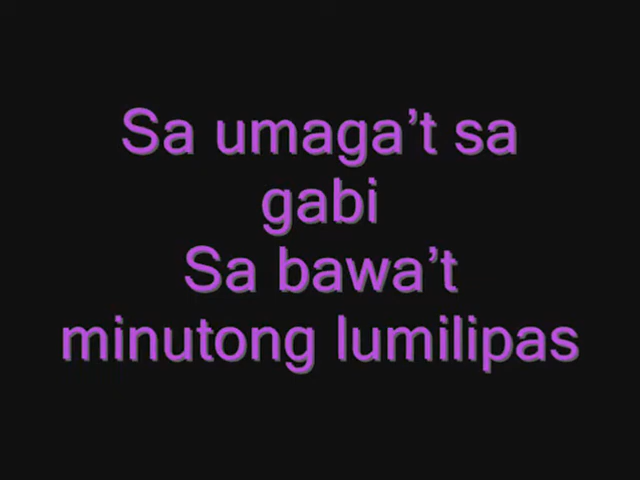 Sa umaga’t sa
gabi
Sa bawa’t
minutong lumilipas